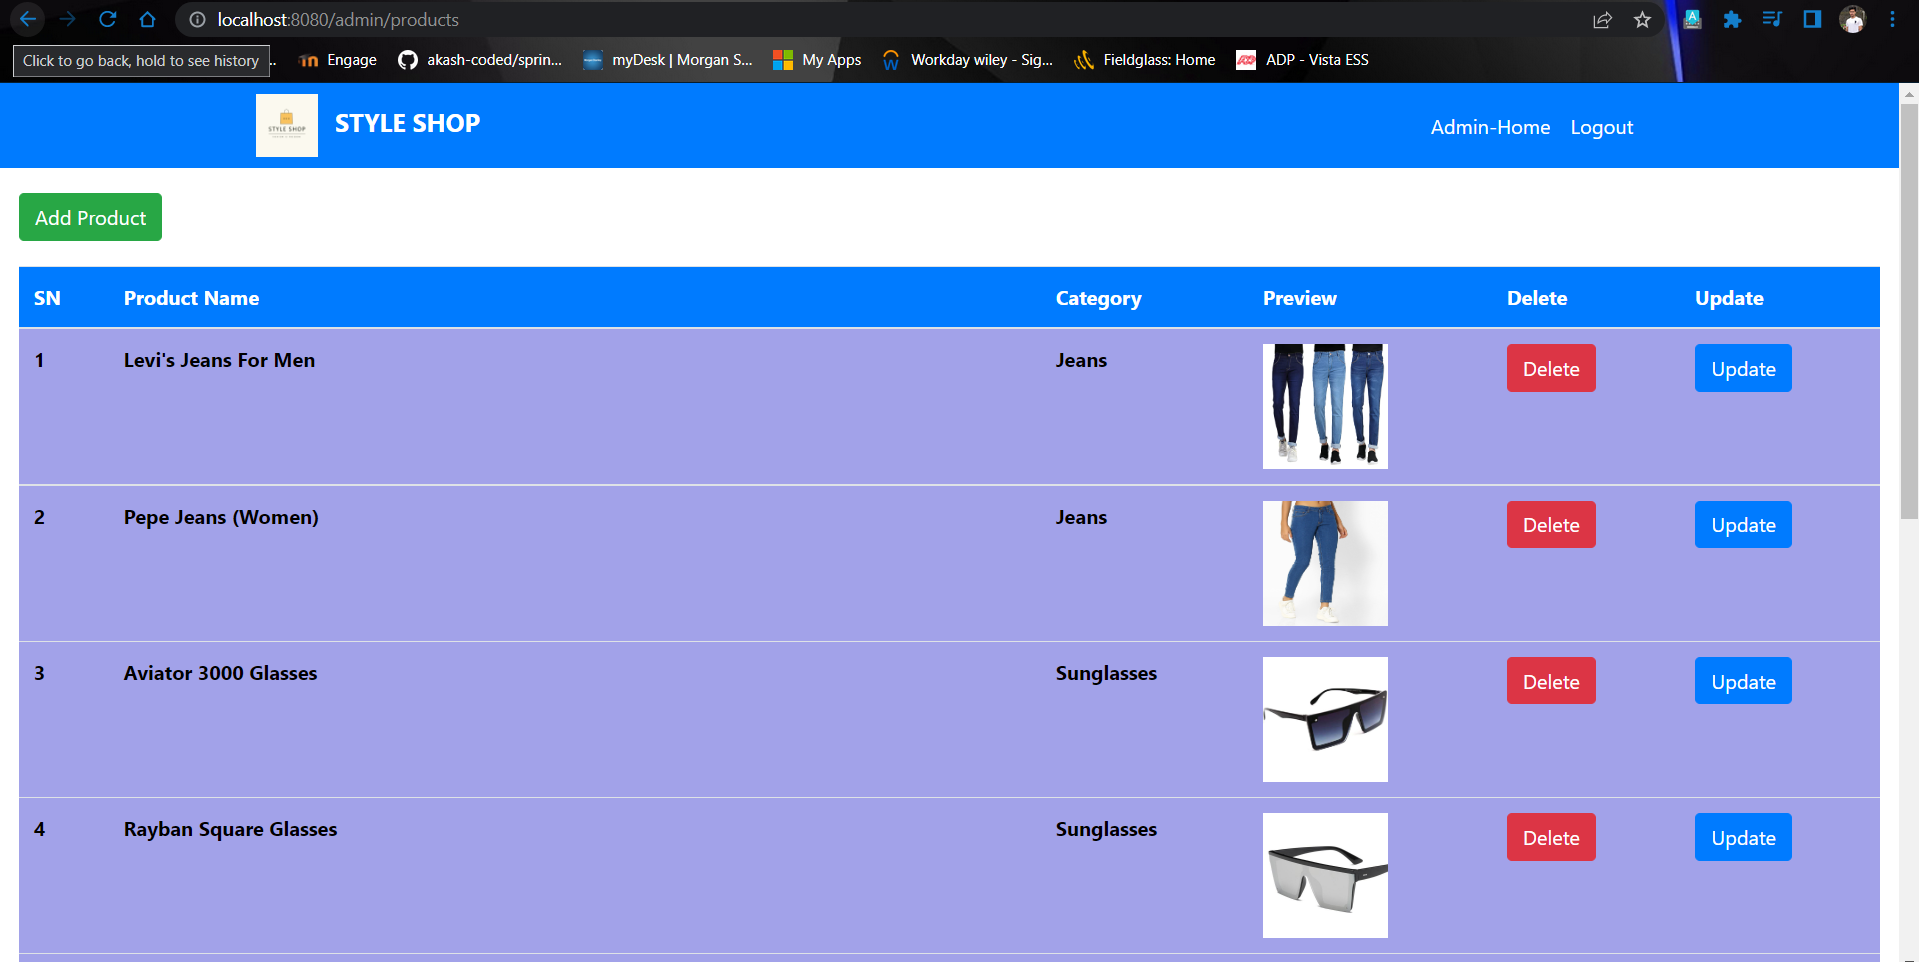 localhost:8080/admin/products
Click to go back, hold to see history
... Engage akash-coded/sprin... myDesk | Morgan S... My Apps Workday wiley - Sig... Fieldglass: Home ADP - Vista ESS
STYLE SHOP STYLE SHOP Admin-Home Logout
Add Product
SN Product Name Category Preview Delete Update
1 Levi's Jeans For Men Jeans Delete Update
2 Pepe Jeans (Women) Jeans Delete Update
3 Aviator 3000 Glasses Sunglasses Delete Update
4 Rayban Square Glasses Sunglasses Delete Update